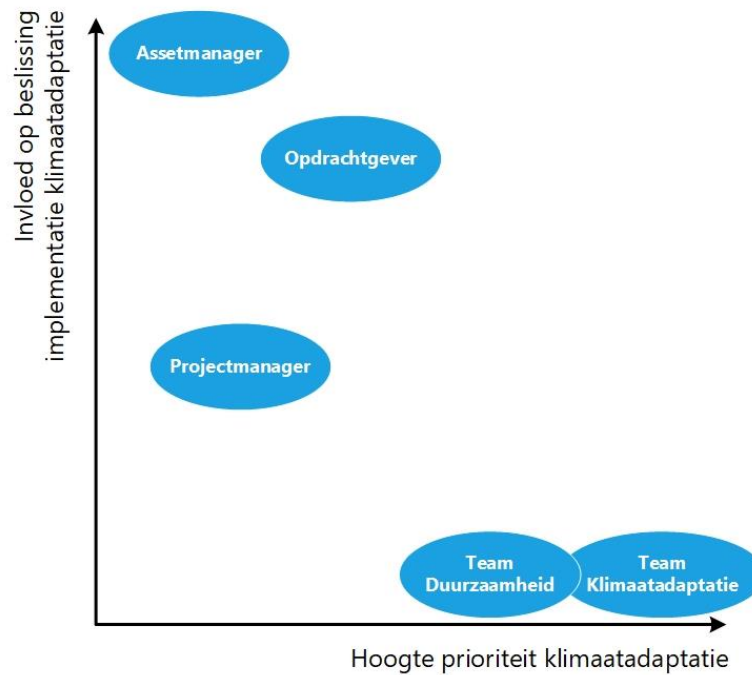 Invloed op beslissing
implementatie klimaatadaptatie
Assetmanager
Opdrachtgever
Projectmanager
Team
Duurzaamheid
Team
Klimaatadaptatie
Hoogte prioriteit klimaatadaptatie